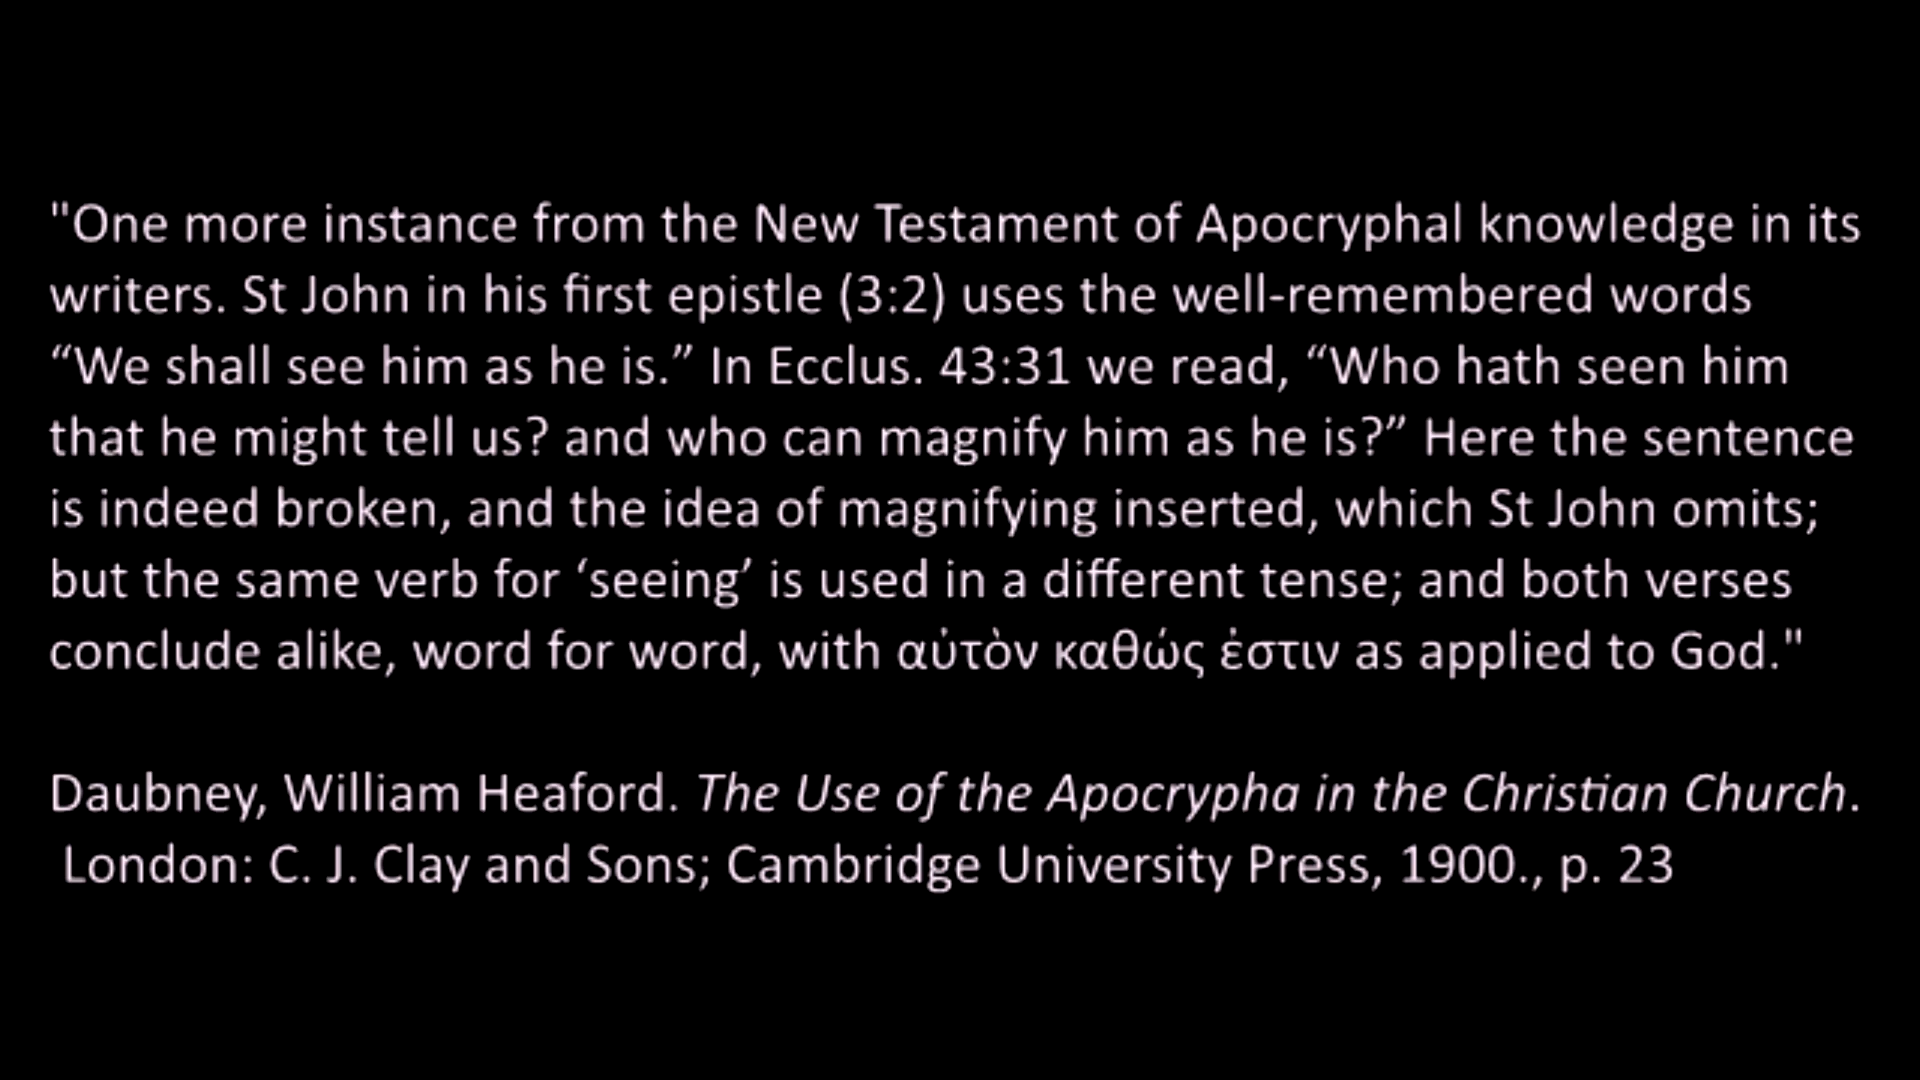 "One more instance from the New Testament of Apocryphal knowledge in its
writers. St John in his first epistle (3:2) uses the well-remembered words
“We shall see him as he is.” In Ecclus. 43:31 we read, “Who hath seen him
that he might tell us? and who can magnify him as he is?” Here the sentence
is indeed broken, and the idea of magnifying inserted, which St John omits;
but the same verb for ‘seeing’ is used in a different tense; and both verses
conclude alike, word for word, with αὐτὸν καθώς ἐστιν as applied to God."
Daubney, William Heaford. The Use of the Apocrypha in the Christian Church.
London: C. J. Clay and Sons; Cambridge University Press, 1900., p. 23